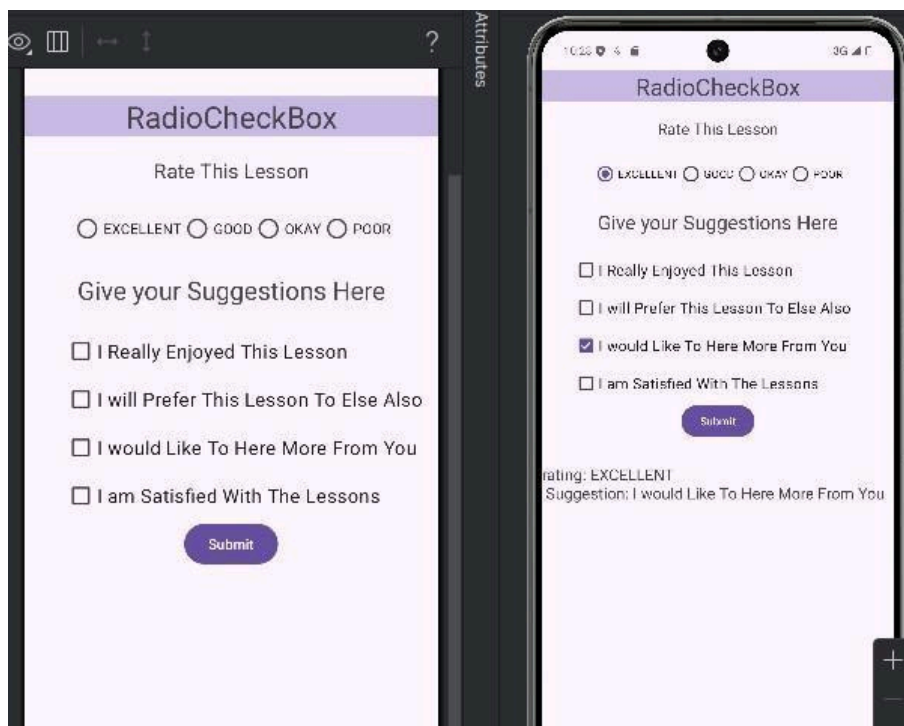 ?
Attributes
RadioCheckBox
Rate This Lesson
EXCELLENT GOOD OKAY POOR
Give your Suggestions Here
I Really Enjoyed This Lesson
I will Prefer This Lesson To Else Also
I would Like To Here More From You
I am Satisfied With The Lessons
Submit
10:23
3G
RadioCheckBox
Rate This Lesson
EXCELLENT GOOD OKAY POOR
Give your Suggestions Here
I Really Enjoyed This Lesson
I will Prefer This Lesson To Else Also
I would Like To Here More From You
I am Satisfied With The Lessons
Submit
rating: EXCELLENT
Suggestion: I would Like To Here More From You